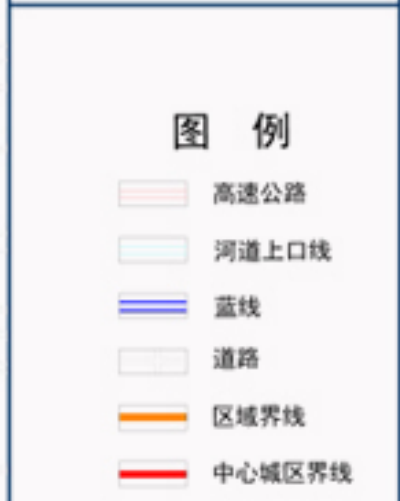 图 例
高速公路
河道上口线
蓝线
道路
区域界线
中心城区界线